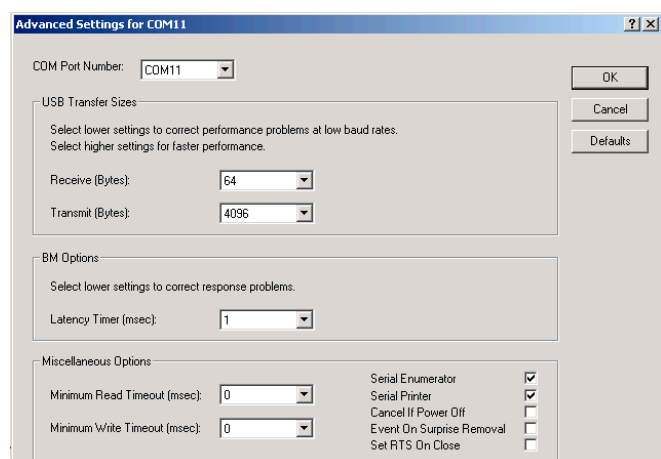 Advanced Settings for COM11
COM Port Number: COM11
OK
Cancel
Defaults
USB Transfer Sizes
Select lower settings to correct performance problems at low baud rates.
Select higher settings for faster performance.
Receive (Bytes): 64
Transmit (Bytes): 4096
BM Options
Select lower settings to correct response problems.
Latency Timer (msec): 1
Miscellaneous Options
Minimum Read Timeout (msec): 0
Minimum Write Timeout (msec): 0
Serial Enumerator
Serial Printer
Cancel If Power Off
Event On Surprise Removal
Set RTS On Close